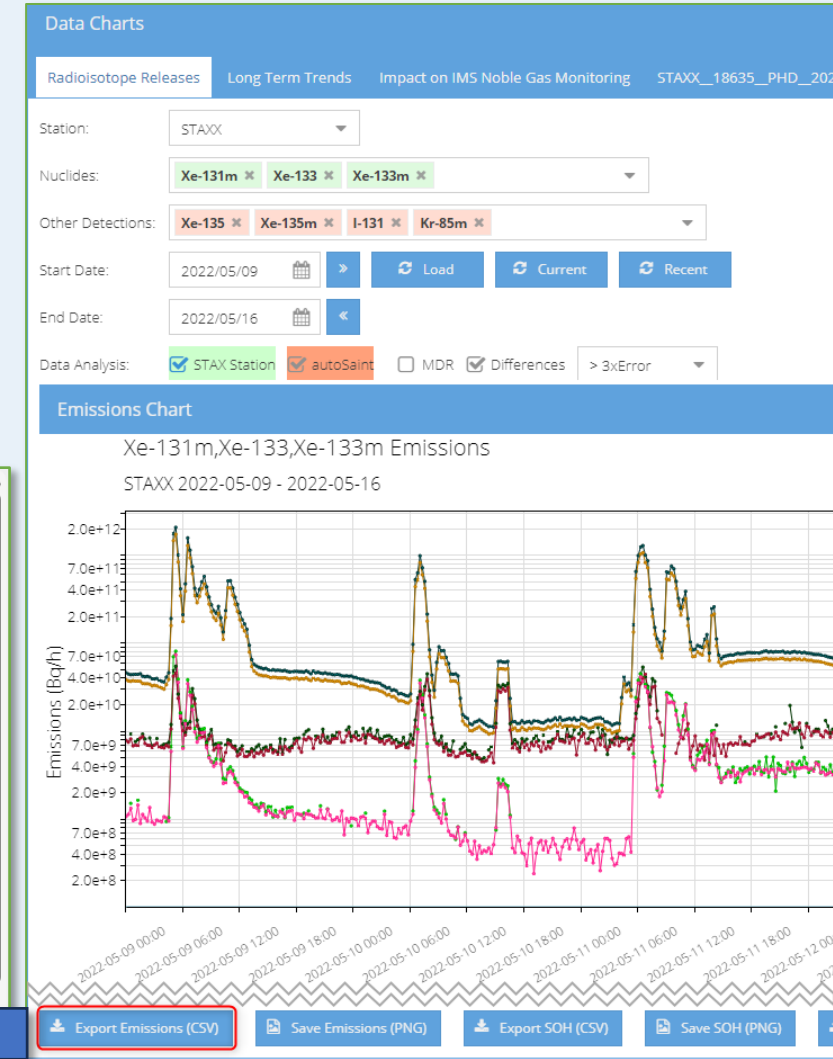 Data Charts
Radioisotope Releases Long Term Trends Impact on IMS Noble Gas Monitoring STAXX__18635__PHD__202
Station: STAXX
Nuclides: Xe-131m Xe-133 Xe-133m
Other Detections: Xe-135 Xe-135m I-131 Kr-85m
Start Date: 2022/05/09 » Load Current Recent
End Date: 2022/05/16 «
Data Analysis: STAX Station autoSaint MDR Differences > 3xError
Emissions Chart
Xe-131m,Xe-133,Xe-133m Emissions
STAXX 2022-05-09 - 2022-05-16
Emissions (Bq/h)
2.0e+12
7.0e+11
4.0e+11
2.0e+11
7.0e+10
4.0e+10
2.0e+10
7.0e+9
4.0e+9
2.0e+9
7.0e+8
4.0e+8
2.0e+8
2022-05-09 00:00
2022-05-09 06:00
2022-05-09 12:00
2022-05-09 18:00
2022-05-10 00:00
2022-05-10 06:00
2022-05-10 12:00
2022-05-10 18:00
2022-05-11 00:00
2022-05-11 06:00
2022-05-11 12:00
2022-05-11 18:00
2022-05-12 00
Export Emissions (CSV) Save Emissions (PNG) Export SOH (CSV) Save SOH (PNG)